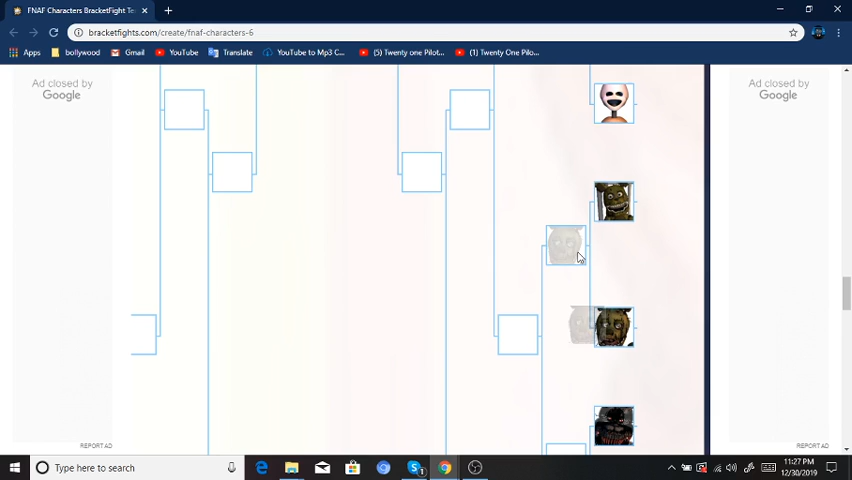 FNAF Characters BracketFight Te
bracketfights.com/create/fnaf-characters-6
Apps bollywood Gmail YouTube Translate YouTube to Mp3 C... (5) Twenty one Pilot... (1) Twenty One Pilo...
Ad closed by Google
Ad closed by Google
REPORT AD
REPORT AD
Type here to search
1
11:27 PM
12/30/2019